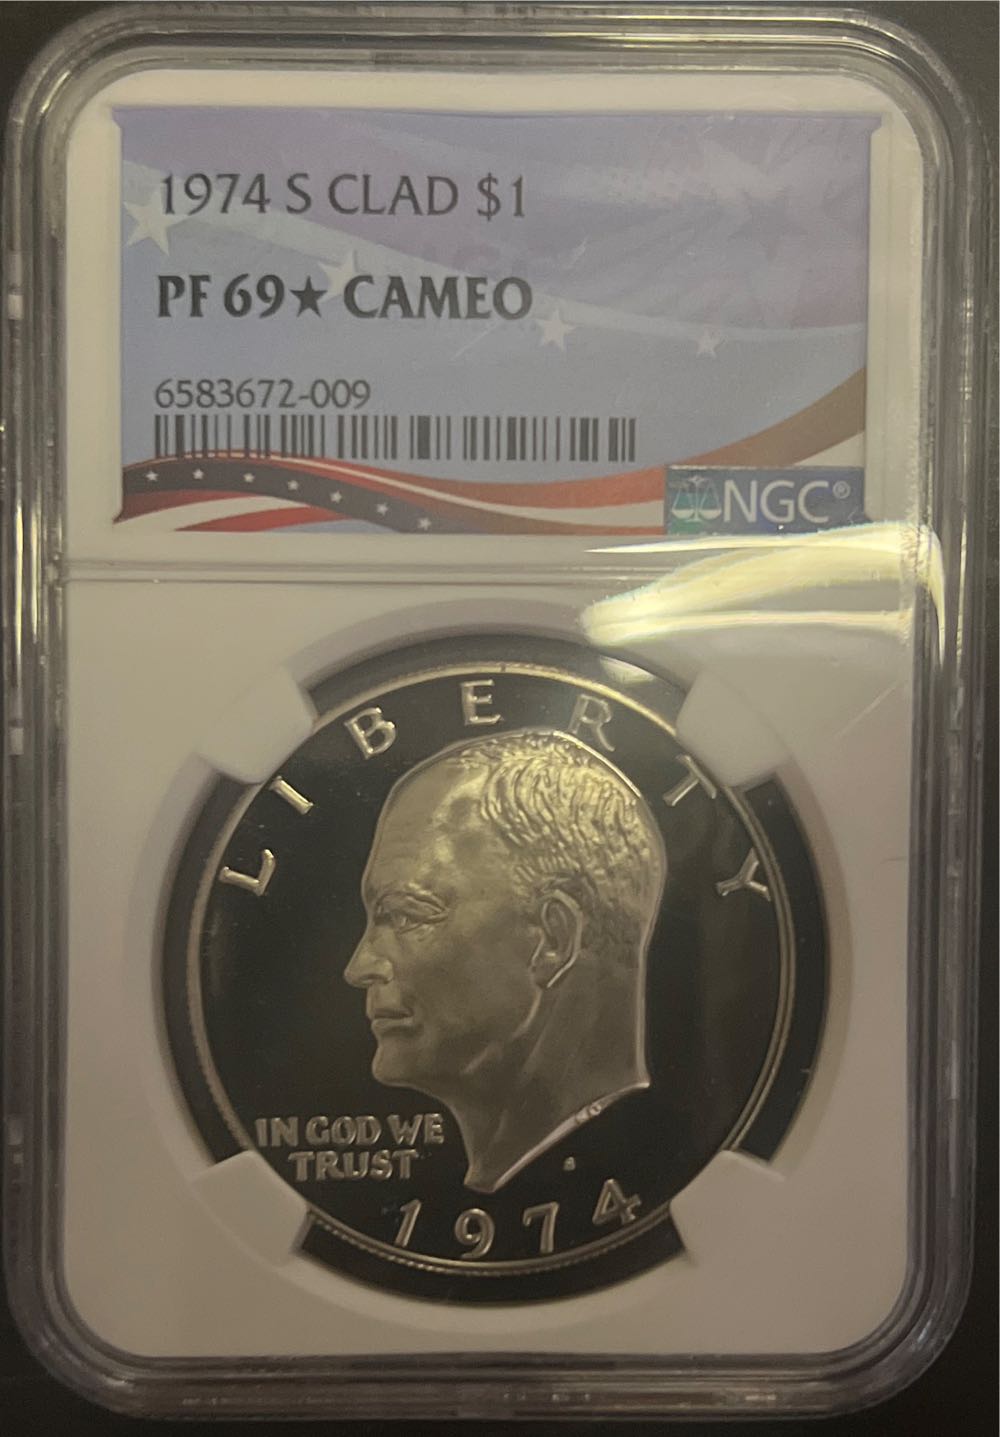 1974 S CLAD $1
PF 69★ CAMEO
6583672-009
NGC®
LIBERTY
IN GOD WE
TRUST
S
1974